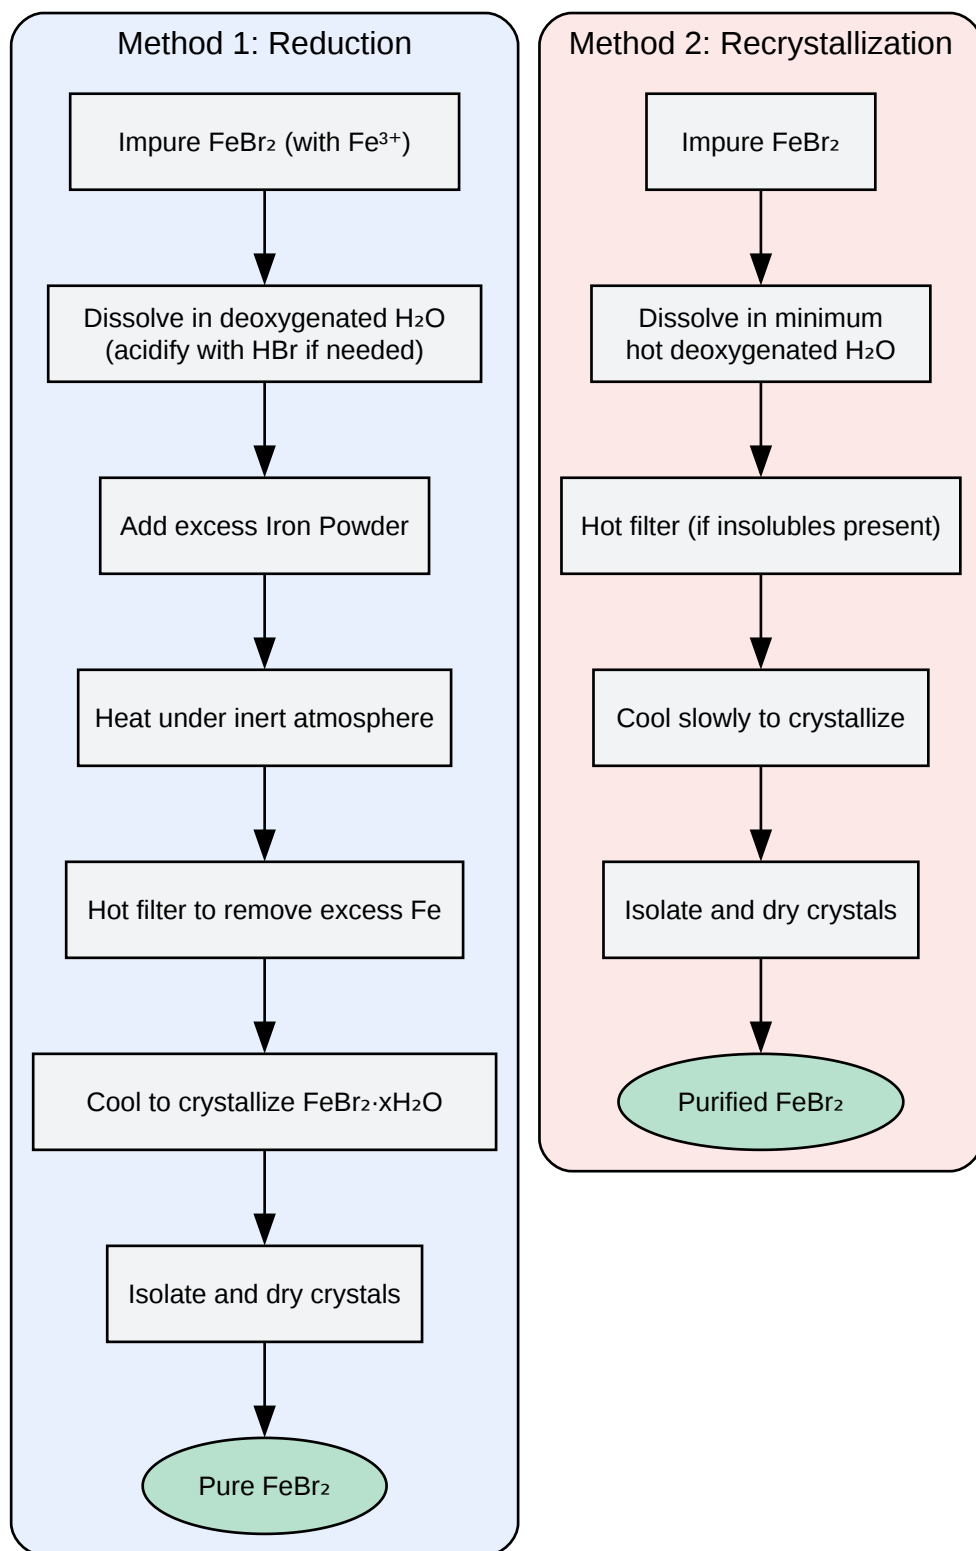 Method 1: Reduction
Impure FeBr₂ (with Fe³⁺)
Dissolve in deoxygenated H₂O
(acidify with HBr if needed)
Add excess Iron Powder
Heat under inert atmosphere
Hot filter to remove excess Fe
Cool to crystallize FeBr₂·xH₂O
Isolate and dry crystals
Pure FeBr₂
Method 2: Recrystallization
Impure FeBr₂
Dissolve in minimum
hot deoxygenated H₂O
Hot filter (if insolubles present)
Cool slowly to crystallize
Isolate and dry crystals
Purified FeBr₂